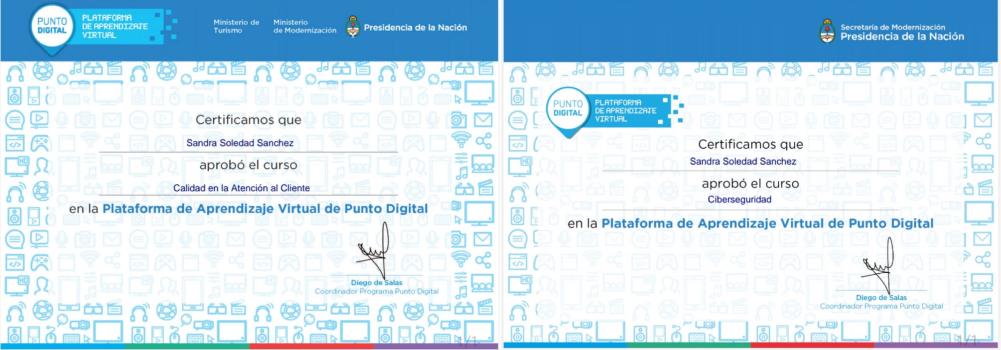 PUNTO
DIGITAL
PLATAFORMA
DE APRENDIZAJE
VIRTUAL
Ministerio de
Turismo
Ministerio
de Modernización
Presidencia de la Nación
Certificamos que
Sandra Soledad Sanchez
aprobó el curso
Calidad en la Atención al Cliente
en la Plataforma de Aprendizaje Virtual de Punto Digital
Diego de Salas
Coordinador Programa Punto Digital
1/1
Secretaría de Modernización
Presidencia de la Nación
PUNTO
DIGITAL
PLATAFORMA
DE APRENDIZAJE
VIRTUAL
Certificamos que
Sandra Soledad Sanchez
aprobó el curso
Ciberseguridad
en la Plataforma de Aprendizaje Virtual de Punto Digital
Diego de Salas
Coordinador Programa Punto Digital
1/1